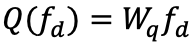 Q(f_d) = W_q f_d